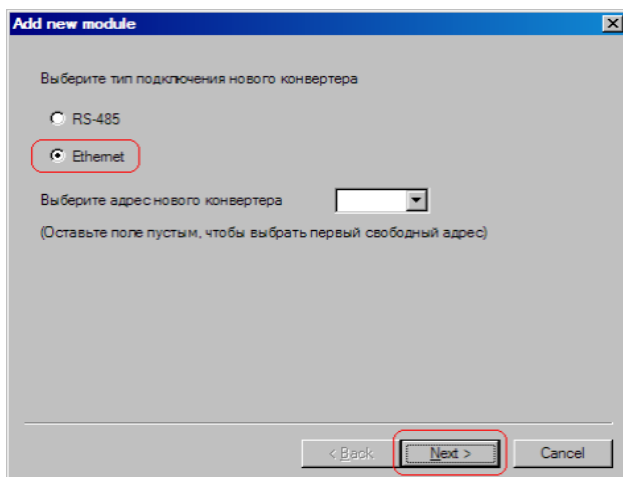 Add new module
Выберите тип подключения нового конвертера
RS-485
Ethernet
Выберите адрес нового конвертера
(Оставьте поле пустым, чтобы выбрать первый свободный адрес)
< Back
Next >
Cancel